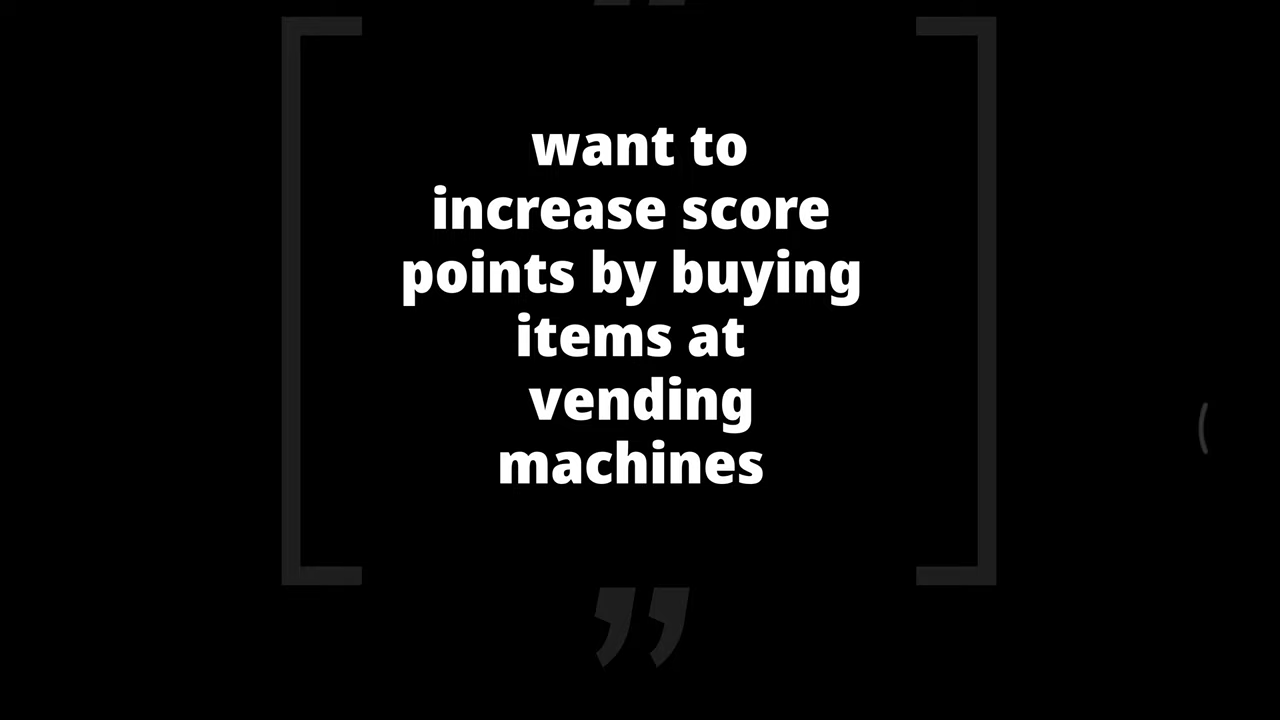 want to
increase score
points by buying
items at
vending
machines